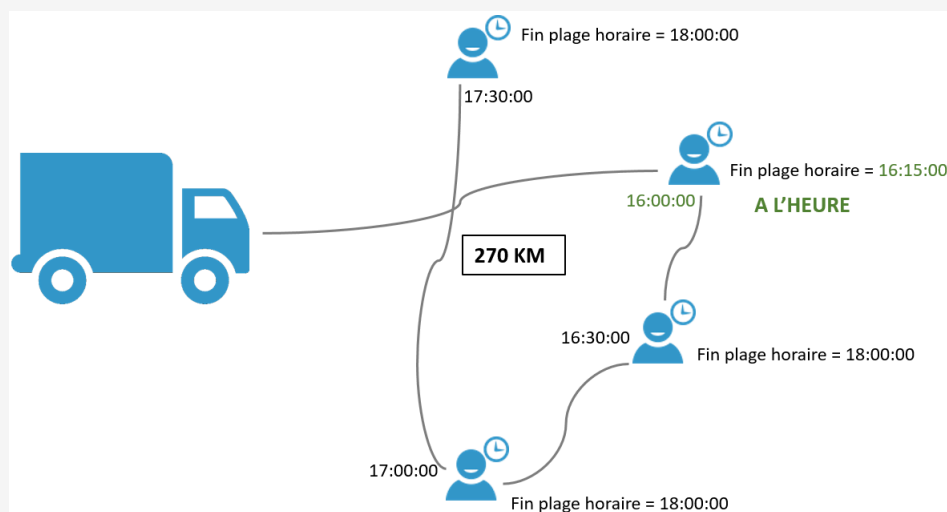 Fin plage horaire = 18:00:00
17:30:00
Fin plage horaire = 16:15:00
16:00:00
A L'HEURE
270 KM
16:30:00
Fin plage horaire = 18:00:00
17:00:00
Fin plage horaire = 18:00:00